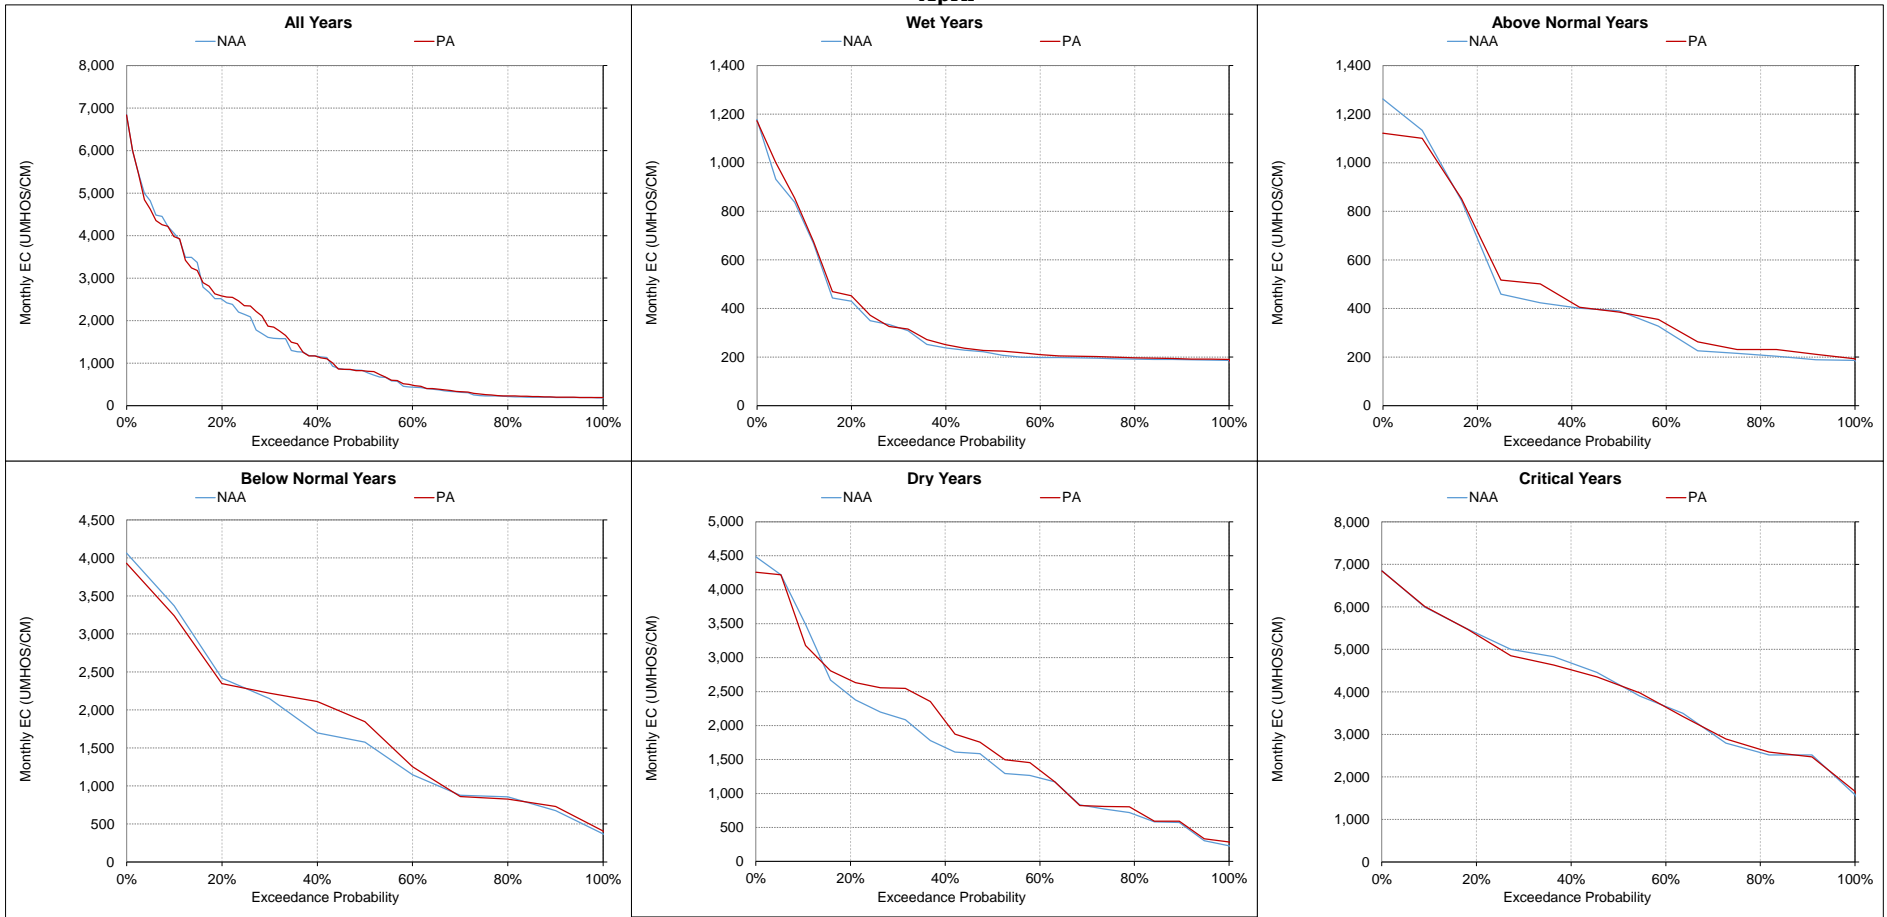 All Years
NAA PA
8,000
7,000
6,000
5,000
4,000
3,000
2,000
1,000
0
0% 20% 40% 60% 80% 100%
Monthly EC (UMHOS/CM)
Exceedance Probability
Wet Years
NAA PA
1,400
1,200
1,000
800
600
400
200
0
0% 20% 40% 60% 80% 100%
Monthly EC (UMHOS/CM)
Exceedance Probability
Above Normal Years
NAA PA
1,400
1,200
1,000
800
600
400
200
0
0% 20% 40% 60% 80% 100%
Monthly EC (UMHOS/CM)
Exceedance Probability
Below Normal Years
NAA PA
4,500
4,000
3,500
3,000
2,500
2,000
1,500
1,000
500
0
0% 20% 40% 60% 80% 100%
Monthly EC (UMHOS/CM)
Exceedance Probability
Dry Years
NAA PA
5,000
4,500
4,000
3,500
3,000
2,500
2,000
1,500
1,000
500
0
0% 20% 40% 60% 80% 100%
Monthly EC (UMHOS/CM)
Exceedance Probability
Critical Years
NAA PA
8,000
7,000
6,000
5,000
4,000
3,000
2,000
1,000
0
0% 20% 40% 60% 80% 100%
Monthly EC (UMHOS/CM)
Exceedance Probability